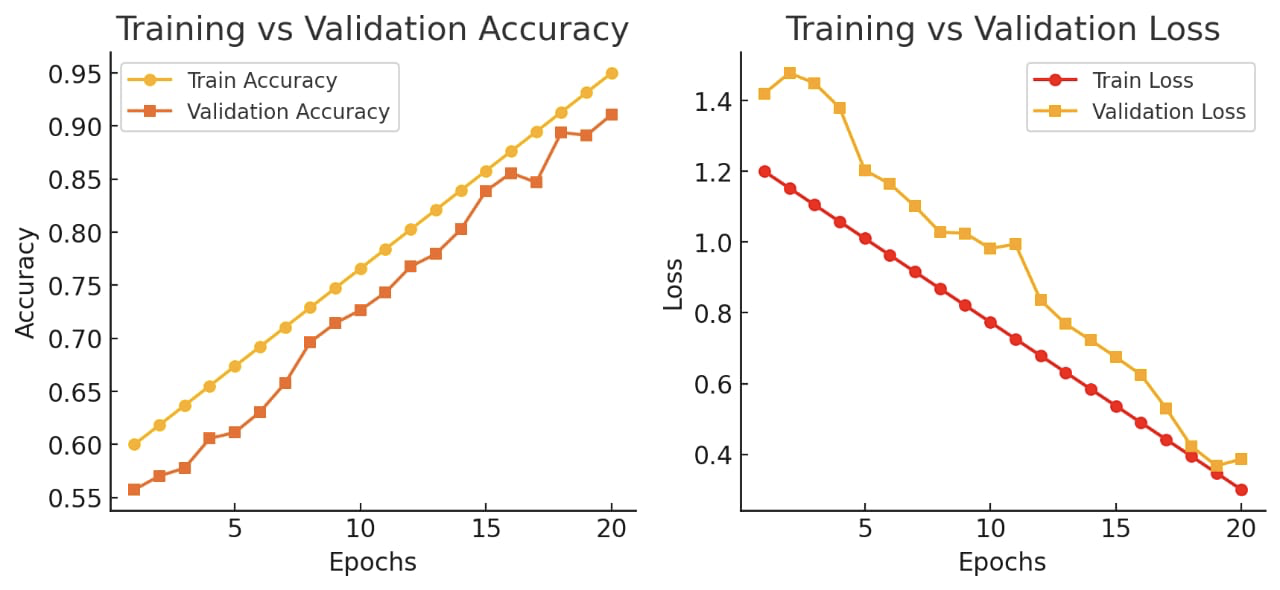 Training vs Validation Accuracy
Train Accuracy
Validation Accuracy
0.95
0.90
0.85
0.80
0.75
0.70
0.65
0.60
0.55
Accuracy
5 10 15 20
Epochs
Training vs Validation Loss
Train Loss
Validation Loss
1.4
1.2
1.0
0.8
0.6
0.4
Loss
5 10 15 20
Epochs